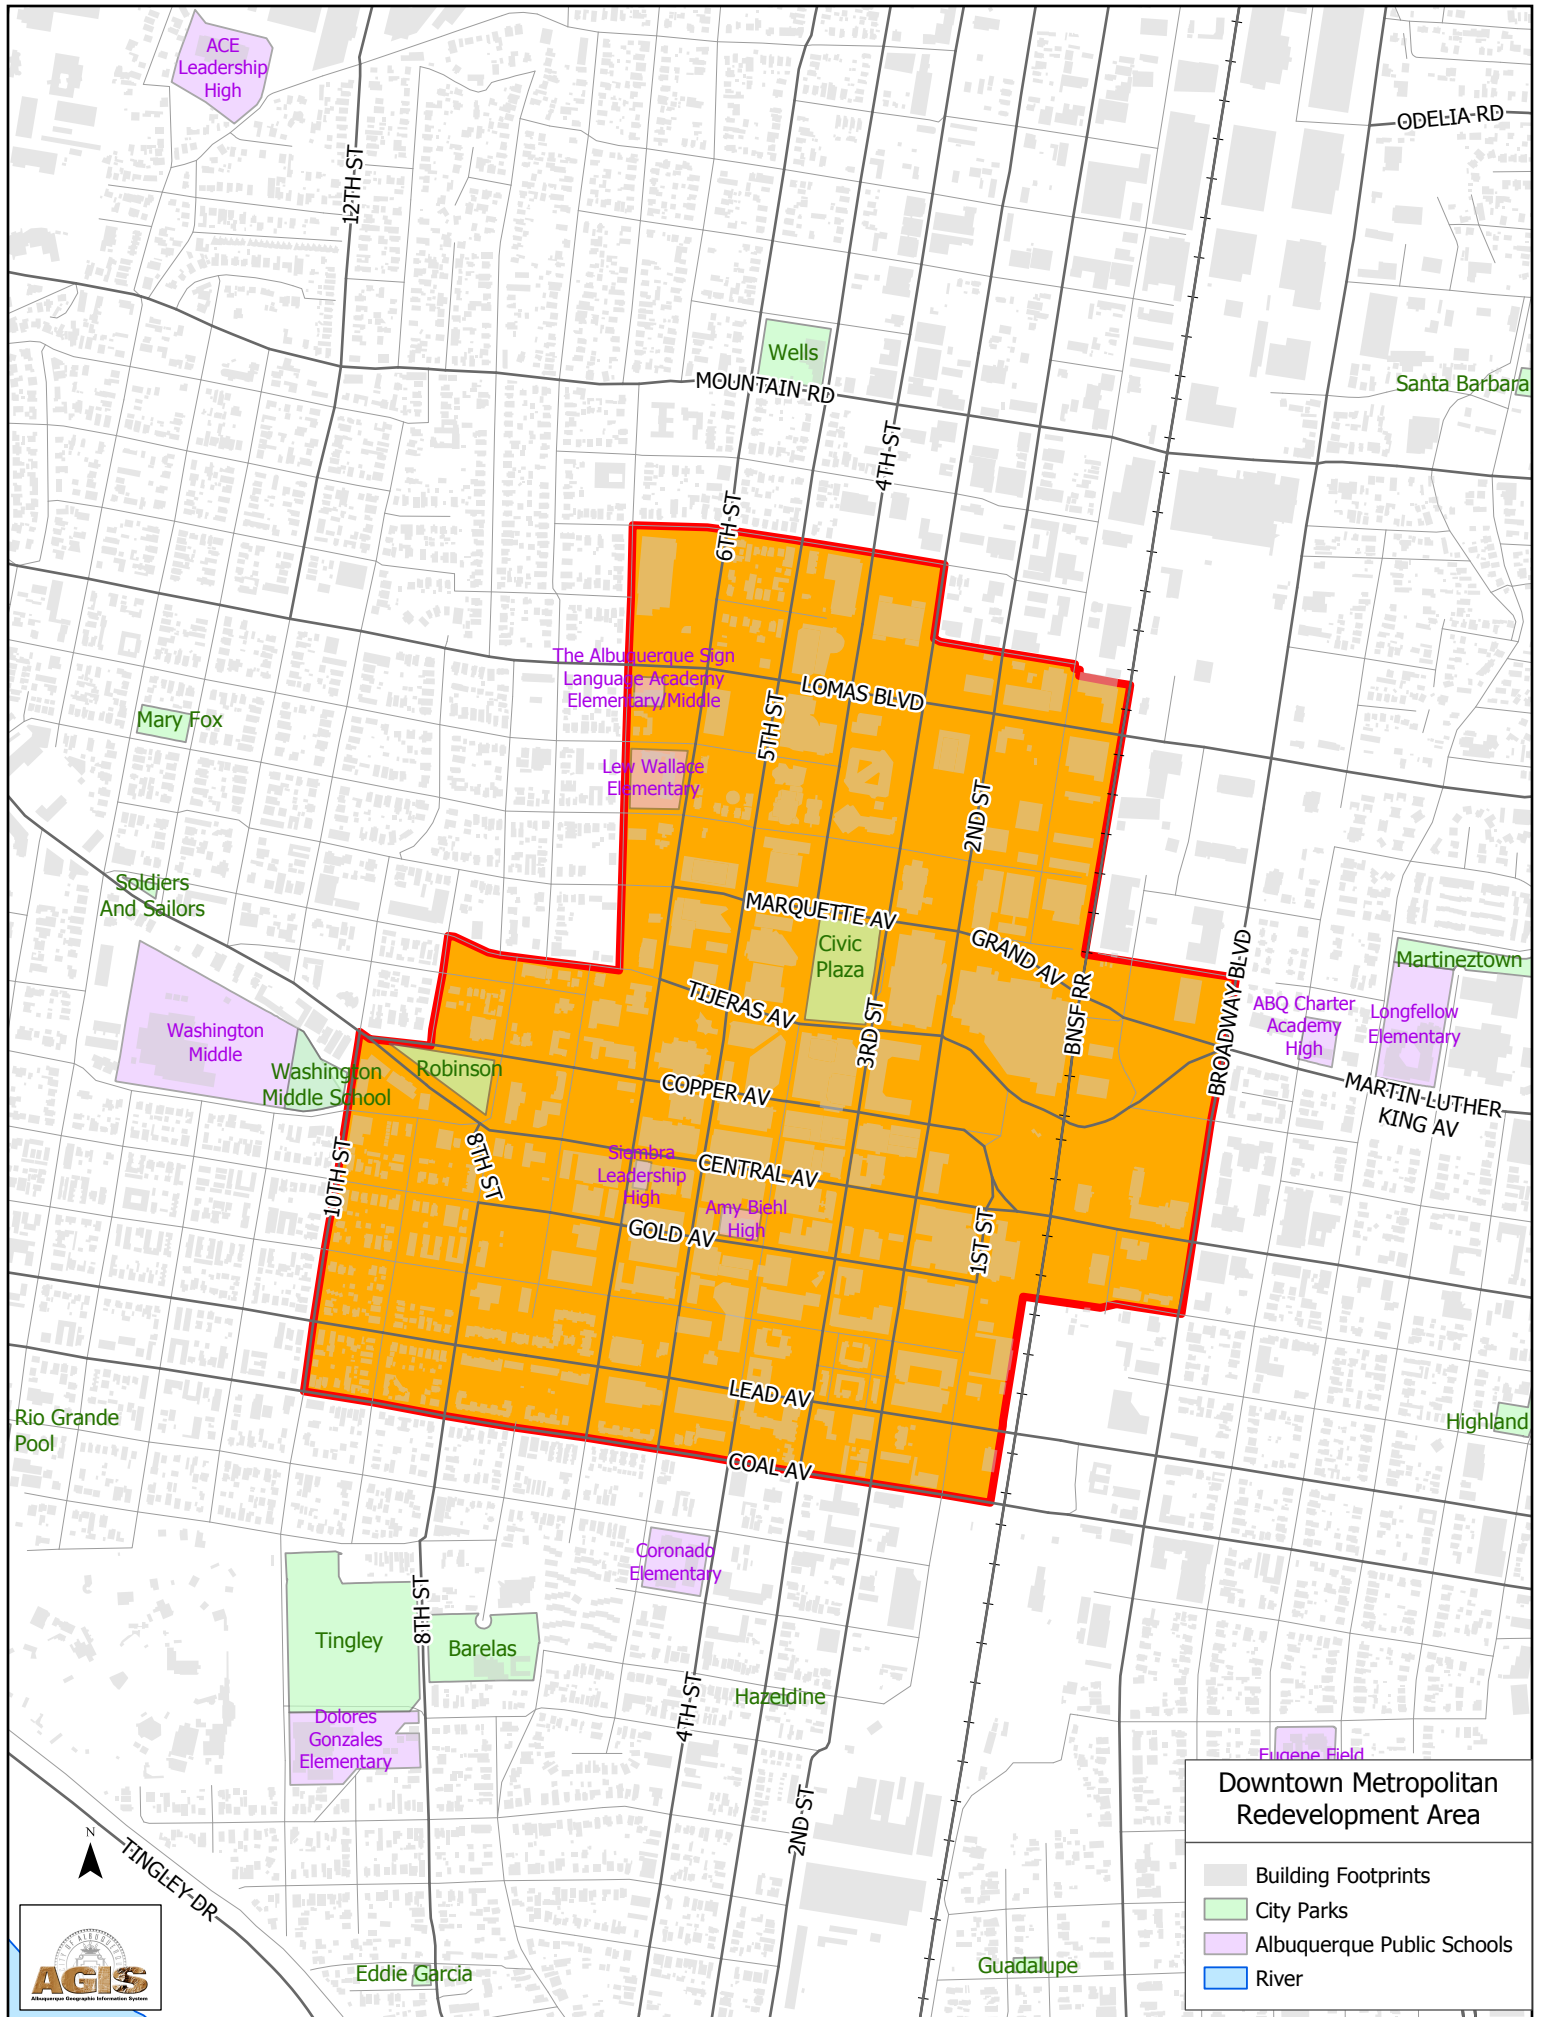 ACE
Leadership
High
ODELIA RD
12TH ST
Wells
MOUNTAIN RD
Santa Barbara
4TH ST
6TH ST
The Albuquerque Sign
Language Academy
Elementary/Middle
LOMAS BLVD
5TH ST
Mary Fox
Lew Wallace
Elementary
2ND ST
Soldiers
And Sailors
MARQUETTE AV
Civic
Plaza
GRAND AV
BROADWAY BLVD
Martineztown
TIJERAS AV
BNSF RR
ABQ Charter
Academy
High
Longfellow
Elementary
Washington
Middle
3RD ST
Robinson
Washington
Middle School
COPPER AV
MARTIN LUTHER
KING AV
10TH ST
8TH ST
Siembra
Leadership
High
CENTRAL AV
Amy Biehl
High
GOLD AV
1ST ST
LEAD AV
Rio Grande
Pool
Highland
COAL AV
Coronado
Elementary
8TH ST
Tingley
Barelas
4TH ST
Hazeldine
Dolores
Gonzales
Elementary
Eugene Field
2ND ST
TINGLEY DR
N
Downtown Metropolitan
Redevelopment Area
Building Footprints
City Parks
Albuquerque Public Schools
River
AGIS
Albuquerque Geographic Information System
Eddie Garcia
Guadalupe